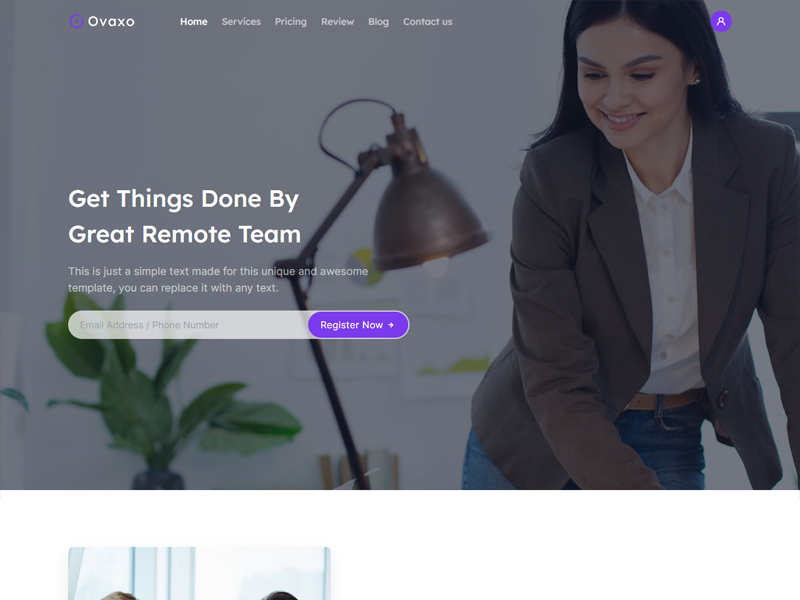 Ovaxo
Home Services Pricing Review Blog Contact us
Get Things Done By
Great Remote Team
This is just a simple text made for this unique and awesome
template, you can replace it with any text.
Email Address / Phone Number
Register Now →